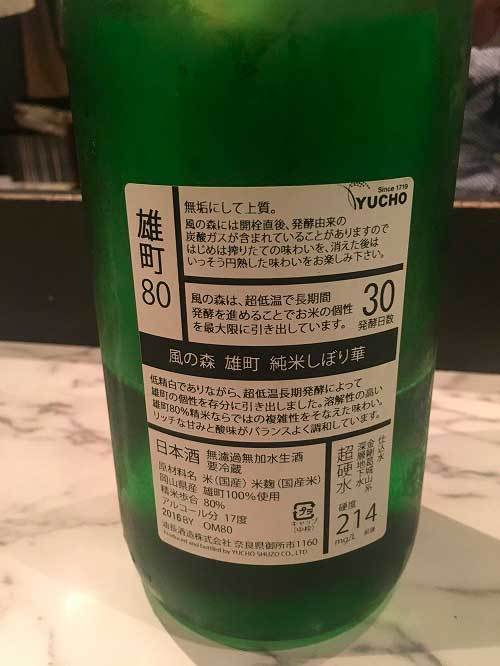 Since 1719
YUCHO
雄町
80
無垢にして上質。
風の森には開栓直後、発酵由来の
炭酸ガスが含まれていることがありますので
はじめは搾りたての味わいを、消えた後は
いっそう円熟した味わいをお楽しみ下さい。
風の森は、超低温で長期間
発酵を進めることでお米の個性
を最大限に引き出しています。
30
発酵日数
風の森 雄町 純米しぼり華
低精白でありながら、超低温長期発酵によって
雄町の個性を存分に引き出しました。溶解性の高い
雄町80%精米ならではの複雑性をそなえた味わい。
リッチな甘みと酸味がバランスよく調和しています。
日本酒
無濾過無加水生酒
要冷蔵
原材料名 米(国産) 米麹(国産米)
岡山県産 雄町100%使用
精米歩合 80%
アルコール分 17度
2016BY OM80
油長酒造株式会社 奈良県御所市1160
Produced and bottled by YUCHO SHUZO CO., LTD.
プラ
キャップ
(中栓)
仕込水
金剛葛城山系
深層地下水
超硬水
硬度
214
mg/L